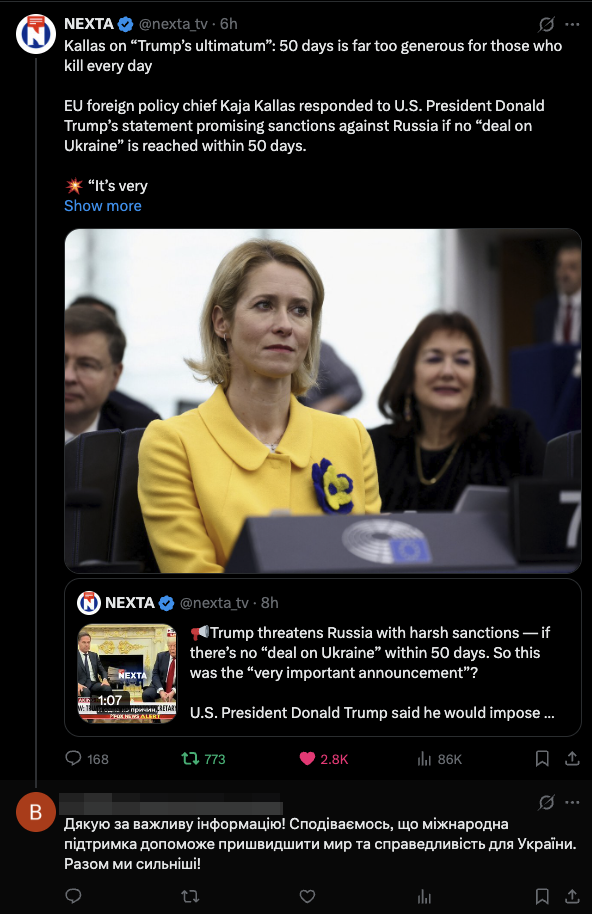 NEXTA @nexta_tv · 6h
Kallas on “Trump’s ultimatum”: 50 days is far too generous for those who
kill every day
EU foreign policy chief Kaja Kallas responded to U.S. President Donald
Trump’s statement promising sanctions against Russia if no “deal on
Ukraine” is reached within 50 days.
💥 “It’s very
Show more
7
NEXTA @nexta_tv · 8h
📢Trump threatens Russia with harsh sanctions — if
there’s no “deal on Ukraine” within 50 days. So this
was the “very important announcement”?
U.S. President Donald Trump said he would impose ...
NEXTA
1:07
FOX NEWS ALERT
168 773 2.8K 86K
B
Дякую за важливу інформацію! Сподіваємось, що міжнародна
підтримка допоможе пришвидшити мир та справедливість для України.
Разом ми сильніші!